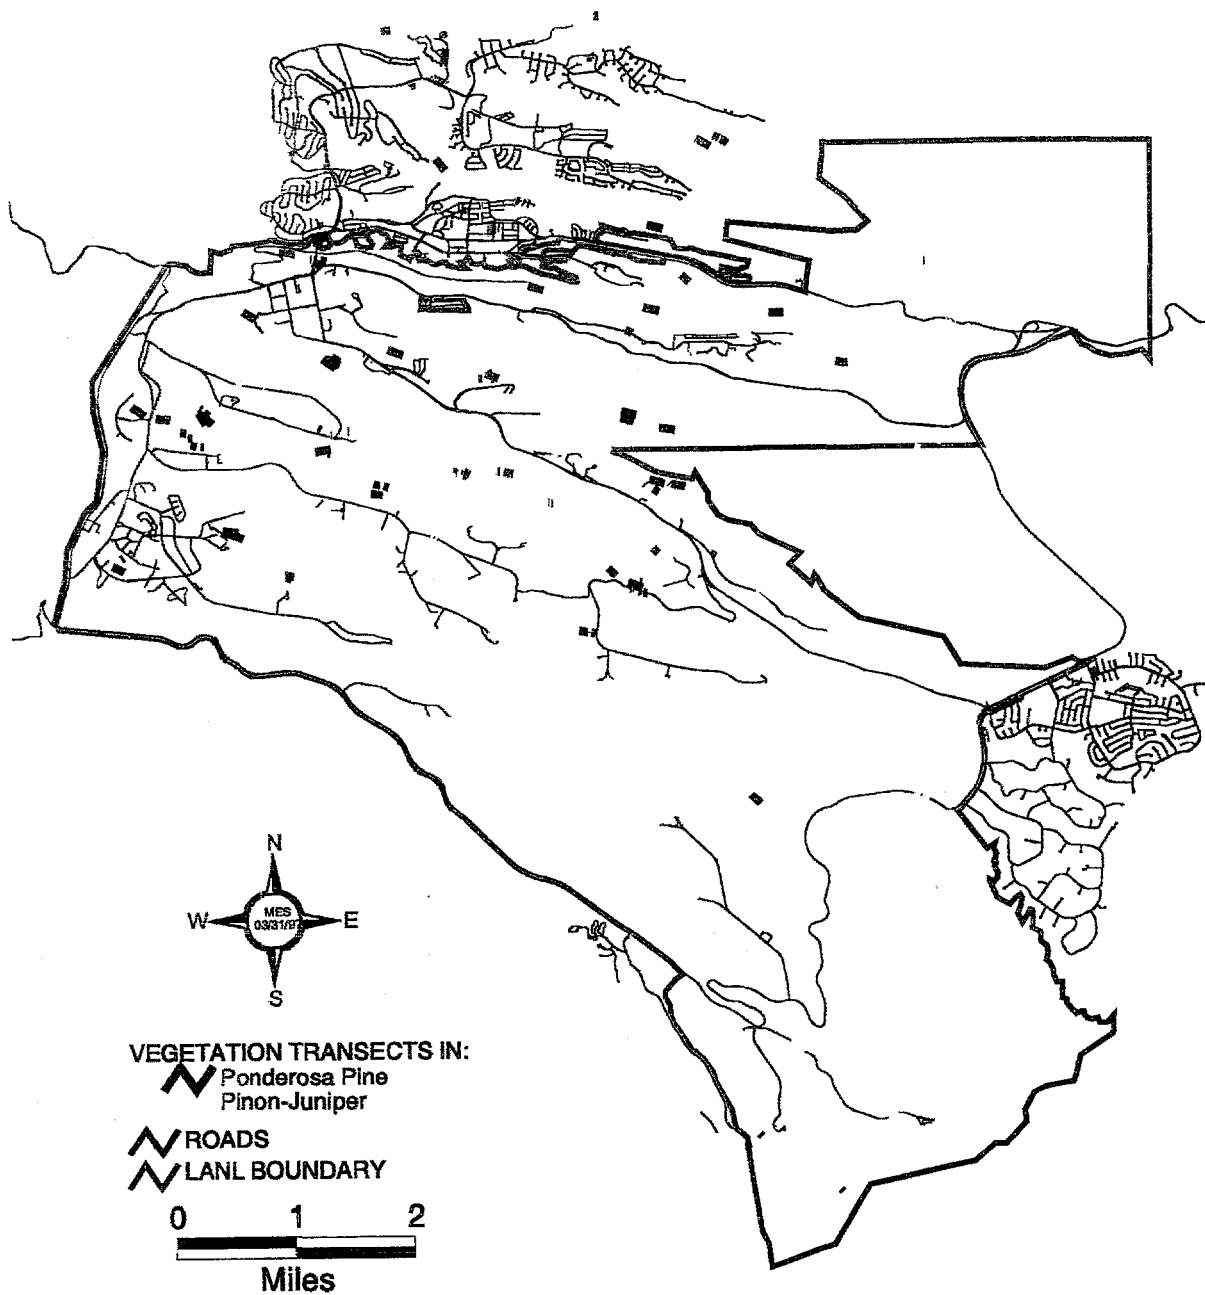 N
W
MES
03/31/97
E
S
VEGETATION TRANSECTS IN:
Ponderosa Pine
Pinon-Juniper
ROADS
LANL BOUNDARY
0 1 2
Miles